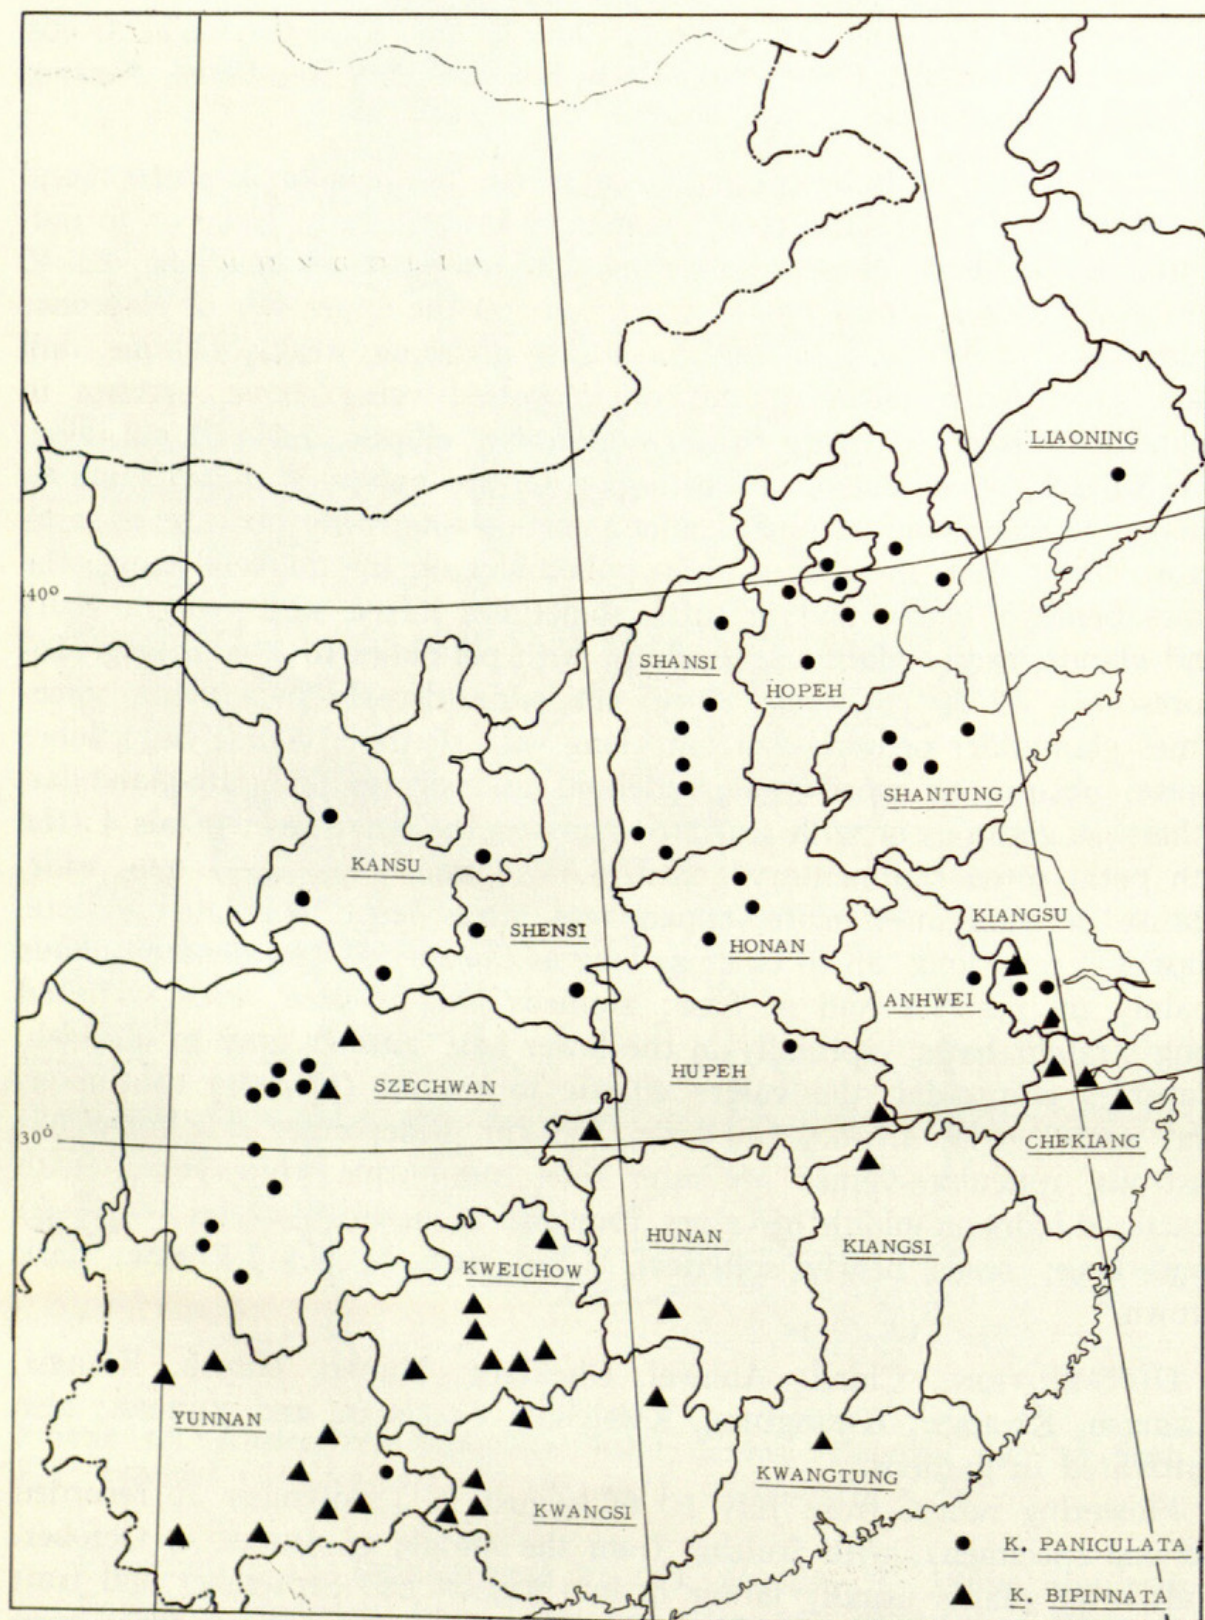 LIAONING
40°
SHANSI
HOPEH
SHANTUNG
KANSU
SHENSI
KIANGSU
HONAN
ANHWEI
SZECHWAN
HUPEH
30°
CHEKIANG
HUNAN
KIANGSI
KWEICHOW
YUNNAN
KWANGTUNG
KWANGSI
K. PANICULATA
K. BIPINNATA